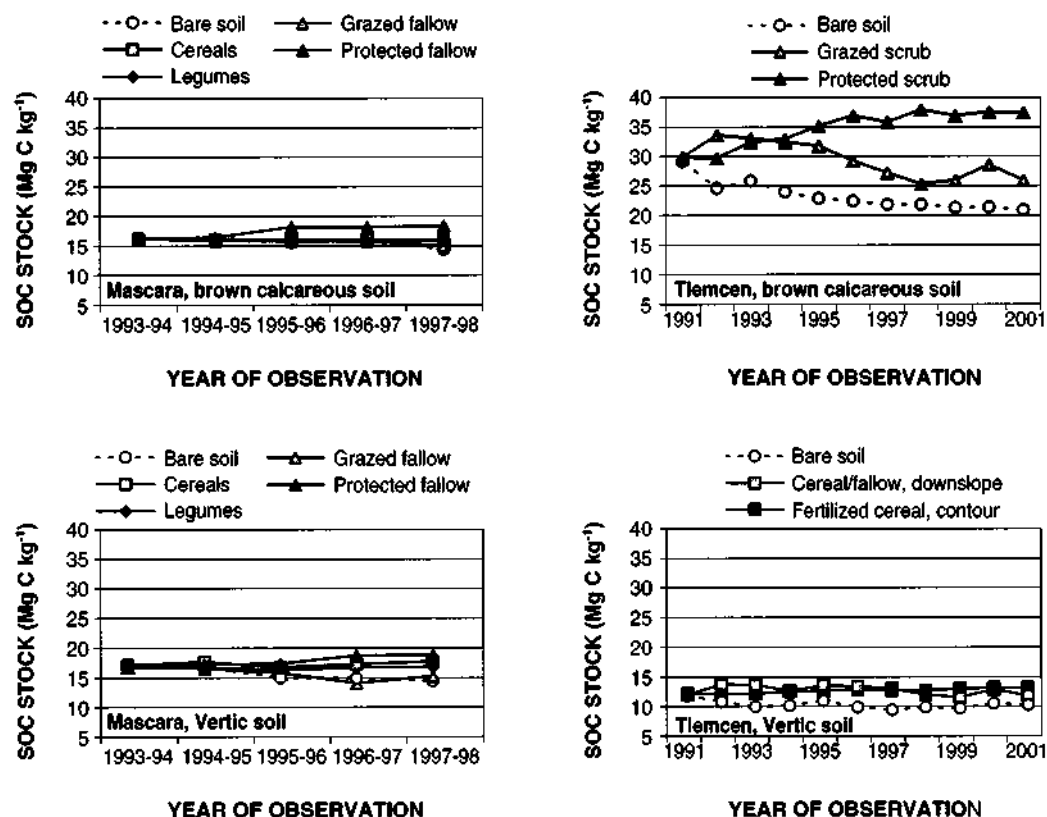 Bare soil
Grazed fallow
Cereals
Protected fallow
Legumes
SOC STOCK (Mg C kg-1)
40
35
30
25
20
15
10
5
Mascara, brown calcareous soil
1993-94 1994-95 1995-96 1996-97 1997-98
YEAR OF OBSERVATION
Bare soil
Grazed scrub
Protected scrub
SOC STOCK (Mg C kg-1)
40
35
30
25
20
15
10
5
Tlemcen, brown calcareous soil
1991 1993 1995 1997 1999 2001
YEAR OF OBSERVATION
Bare soil
Grazed fallow
Cereals
Protected fallow
Legumes
SOC STOCK (Mg C kg-1)
40
35
30
25
20
15
10
5
Mascara, Vertic soil
1993-94 1994-95 1995-96 1996-97 1997-98
YEAR OF OBSERVATION
Bare soil
Cereal/fallow, downslope
Fertilized cereal, contour
SOC STOCK (Mg C kg-1)
40
35
30
25
20
15
10
5
Tlemcen, Vertic soil
1991 1993 1995 1997 1999 2001
YEAR OF OBSERVATION